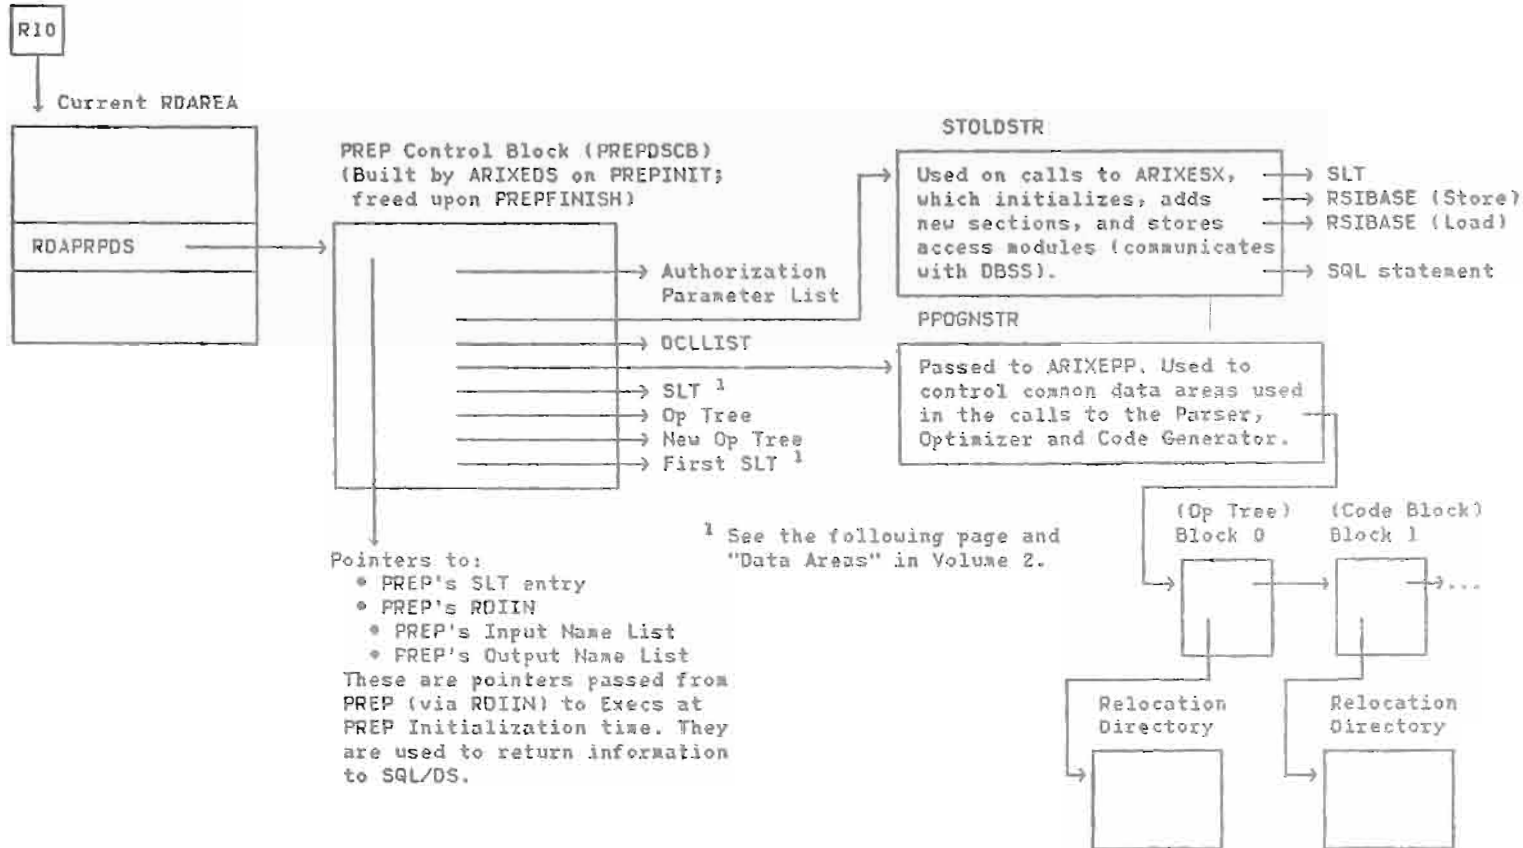 R10
Current RDAREA
RDAPRPDS
PREP Control Block (PREPDSCB)
(Built by ARIXEDS on PREPINIT;
freed upon PREPFINISH)
Authorization
Parameter List
DCLLIST
SLT 1
Op Tree
New Op Tree
First SLT 1
Pointers to:
• PREP's SLT entry
• PREP's RDIIN
• PREP's Input Name List
• PREP's Output Name List
These are pointers passed from
PREP (via RDIIN) to Execs at
PREP Initialization time. They
are used to return information
to SQL/DS.
STOLDSTR
Used on calls to ARIXESX,
which initializes, adds
new sections, and stores
access modules (communicates
with DBSS).
SLT
RSIBASE (Store)
RSIBASE (Load)
SQL statement
PPOGNSTR
Passed to ARIXEPP. Used to
control common data areas used
in the calls to the Parser,
Optimizer and Code Generator.
1 See the following page and
"Data Areas" in Volume 2.
(Op Tree)
Block 0
(Code Block)
Block 1
...
Relocation
Directory
Relocation
Directory